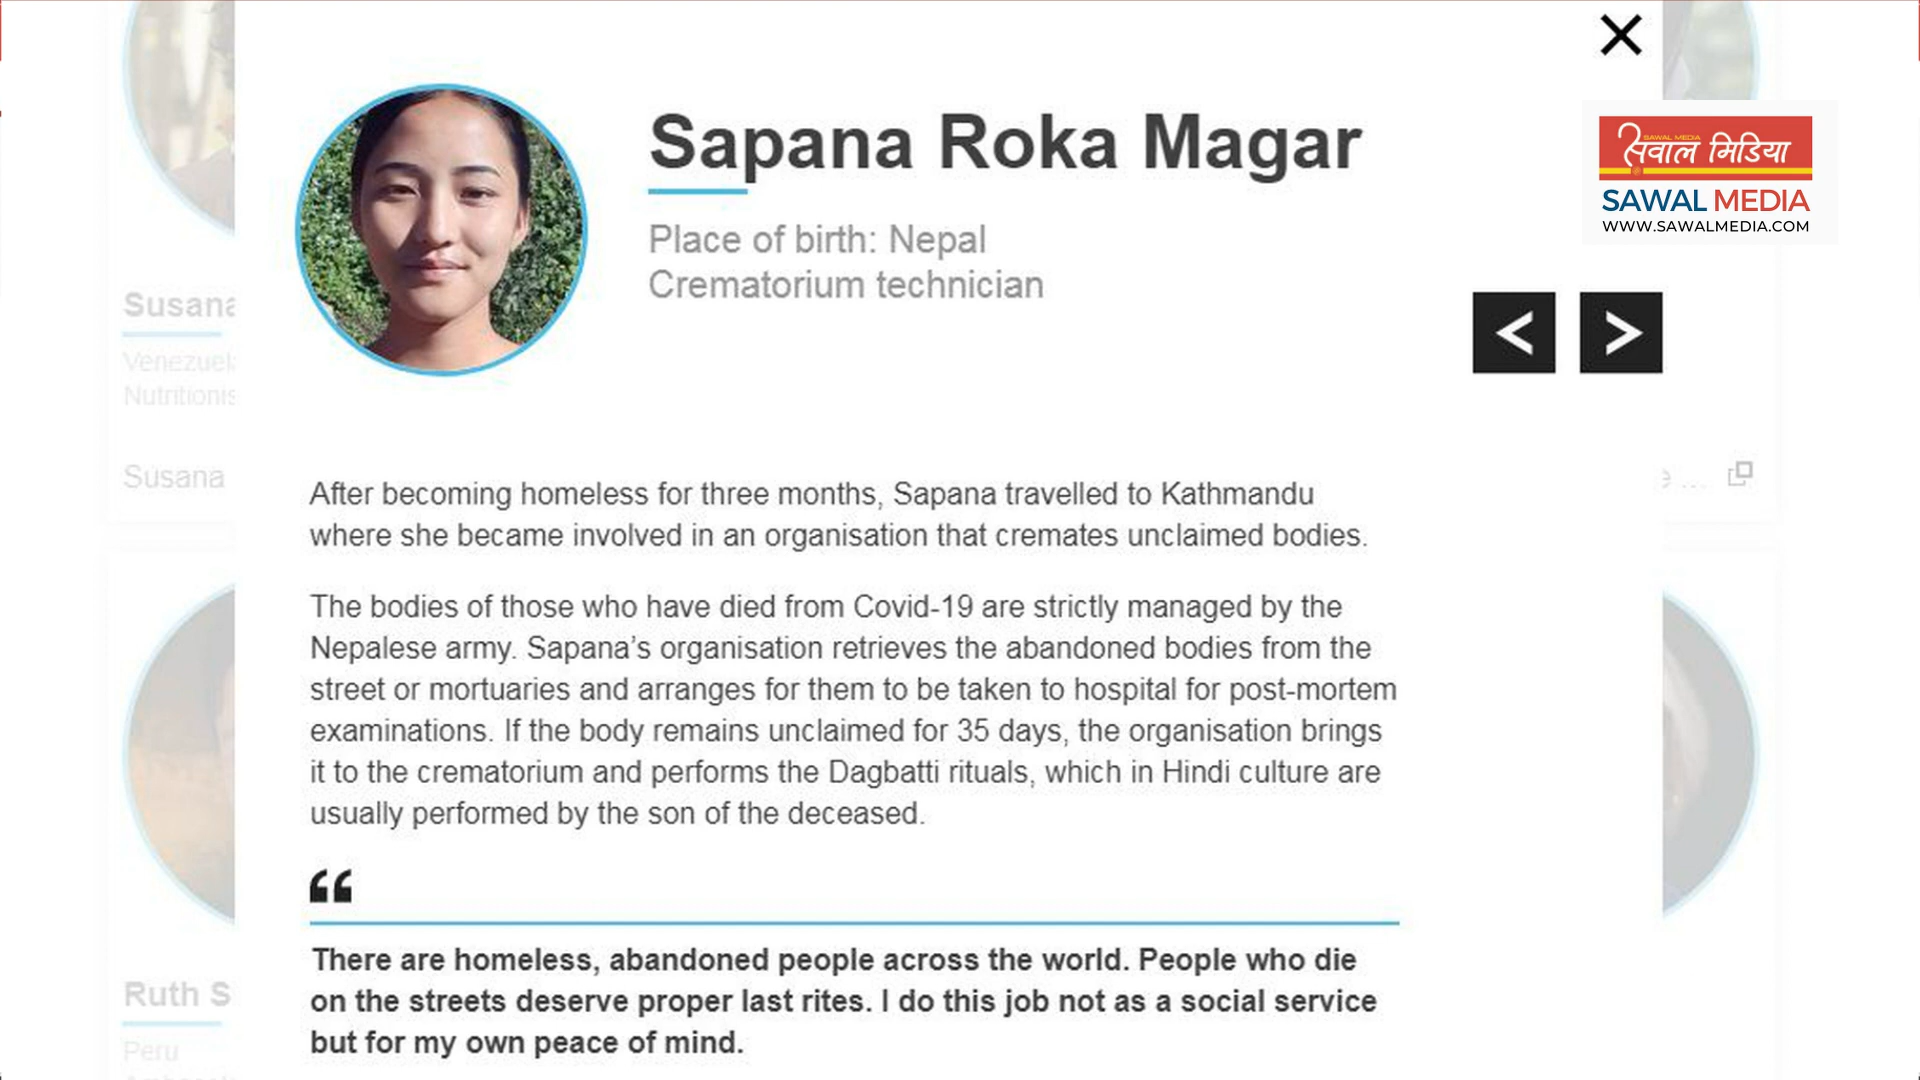 Sapana Roka Magar
Place of birth: Nepal
Crematorium technician
SAWAL MEDIA
सवाल मिडिया
SAWAL MEDIA
WWW.SAWALMEDIA.COM
<
>
Susana
Venezuel
Nutritionis
Susana
e ...
After becoming homeless for three months, Sapana travelled to Kathmandu
where she became involved in an organisation that cremates unclaimed bodies.
The bodies of those who have died from Covid-19 are strictly managed by the
Nepalese army. Sapana’s organisation retrieves the abandoned bodies from the
street or mortuaries and arranges for them to be taken to hospital for post-mortem
examinations. If the body remains unclaimed for 35 days, the organisation brings
it to the crematorium and performs the Dagbatti rituals, which in Hindi culture are
usually performed by the son of the deceased.
“
There are homeless, abandoned people across the world. People who die
on the streets deserve proper last rites. I do this job not as a social service
but for my own peace of mind.
Ruth S
Peru